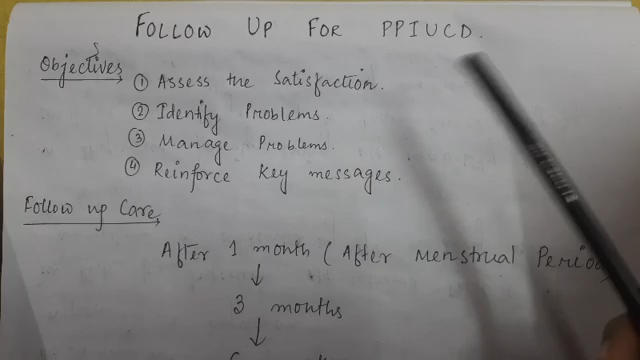 FOLLOW UP FOR PPIUCD.
Objectives
① Assess the Satisfaction.
② Identify Problems.
③ Manage Problems.
④ Reinforce Key messages.
Follow up Care
After 1 month (After Menstrual Period)
↓
3 months
↓